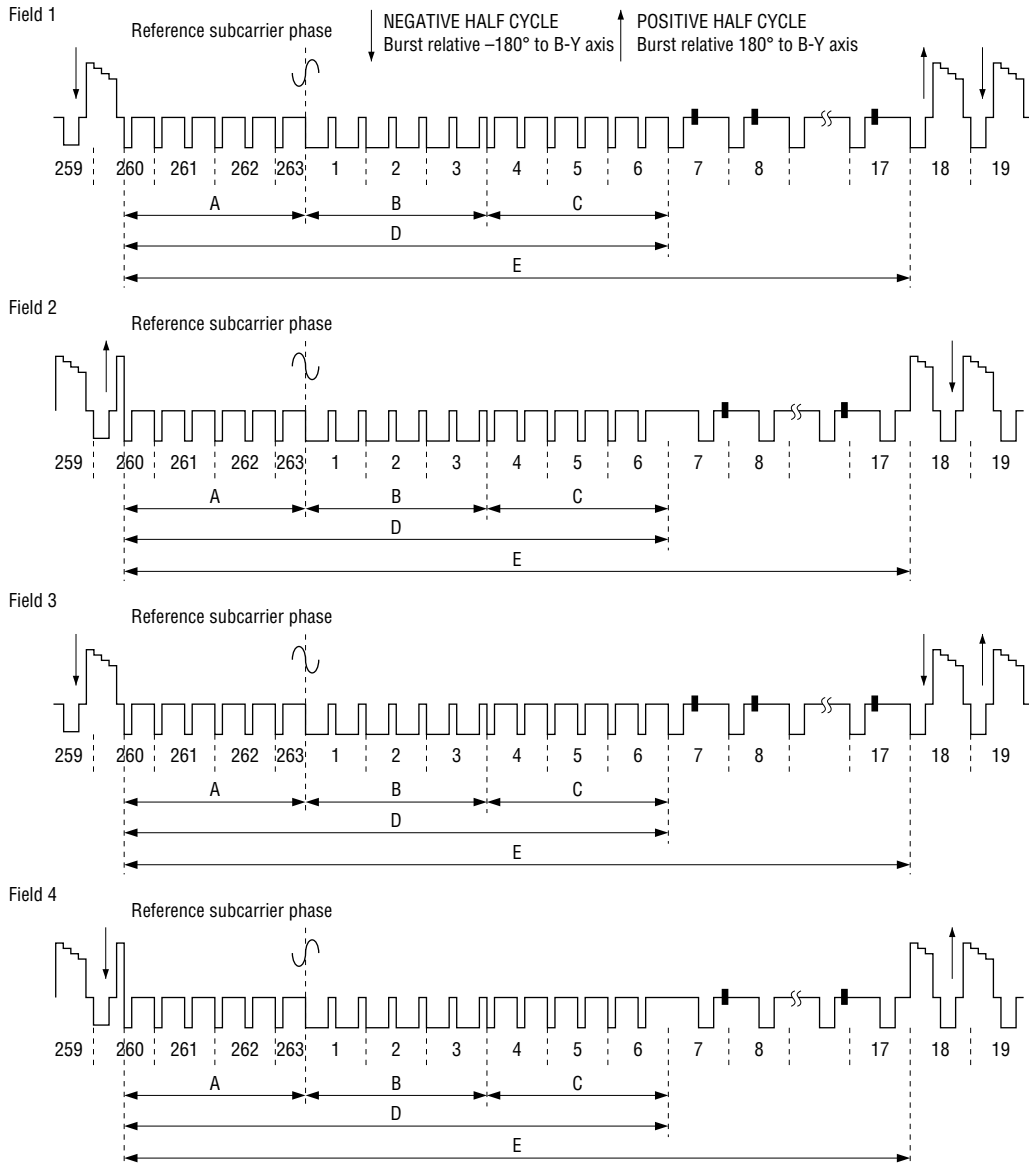 Field 1
Reference subcarrier phase
NEGATIVE HALF CYCLE
Burst relative –180° to B-Y axis
POSITIVE HALF CYCLE
Burst relative 180° to B-Y axis
259 260 261 262 263 1 2 3 4 5 6 7 8 17 18 19
A B C
D
E
Field 2
Reference subcarrier phase
259 260 261 262 263 1 2 3 4 5 6 7 8 17 18 19
A B C
D
E
Field 3
Reference subcarrier phase
259 260 261 262 263 1 2 3 4 5 6 7 8 17 18 19
A B C
D
E
Field 4
Reference subcarrier phase
259 260 261 262 263 1 2 3 4 5 6 7 8 17 18 19
A B C
D
E